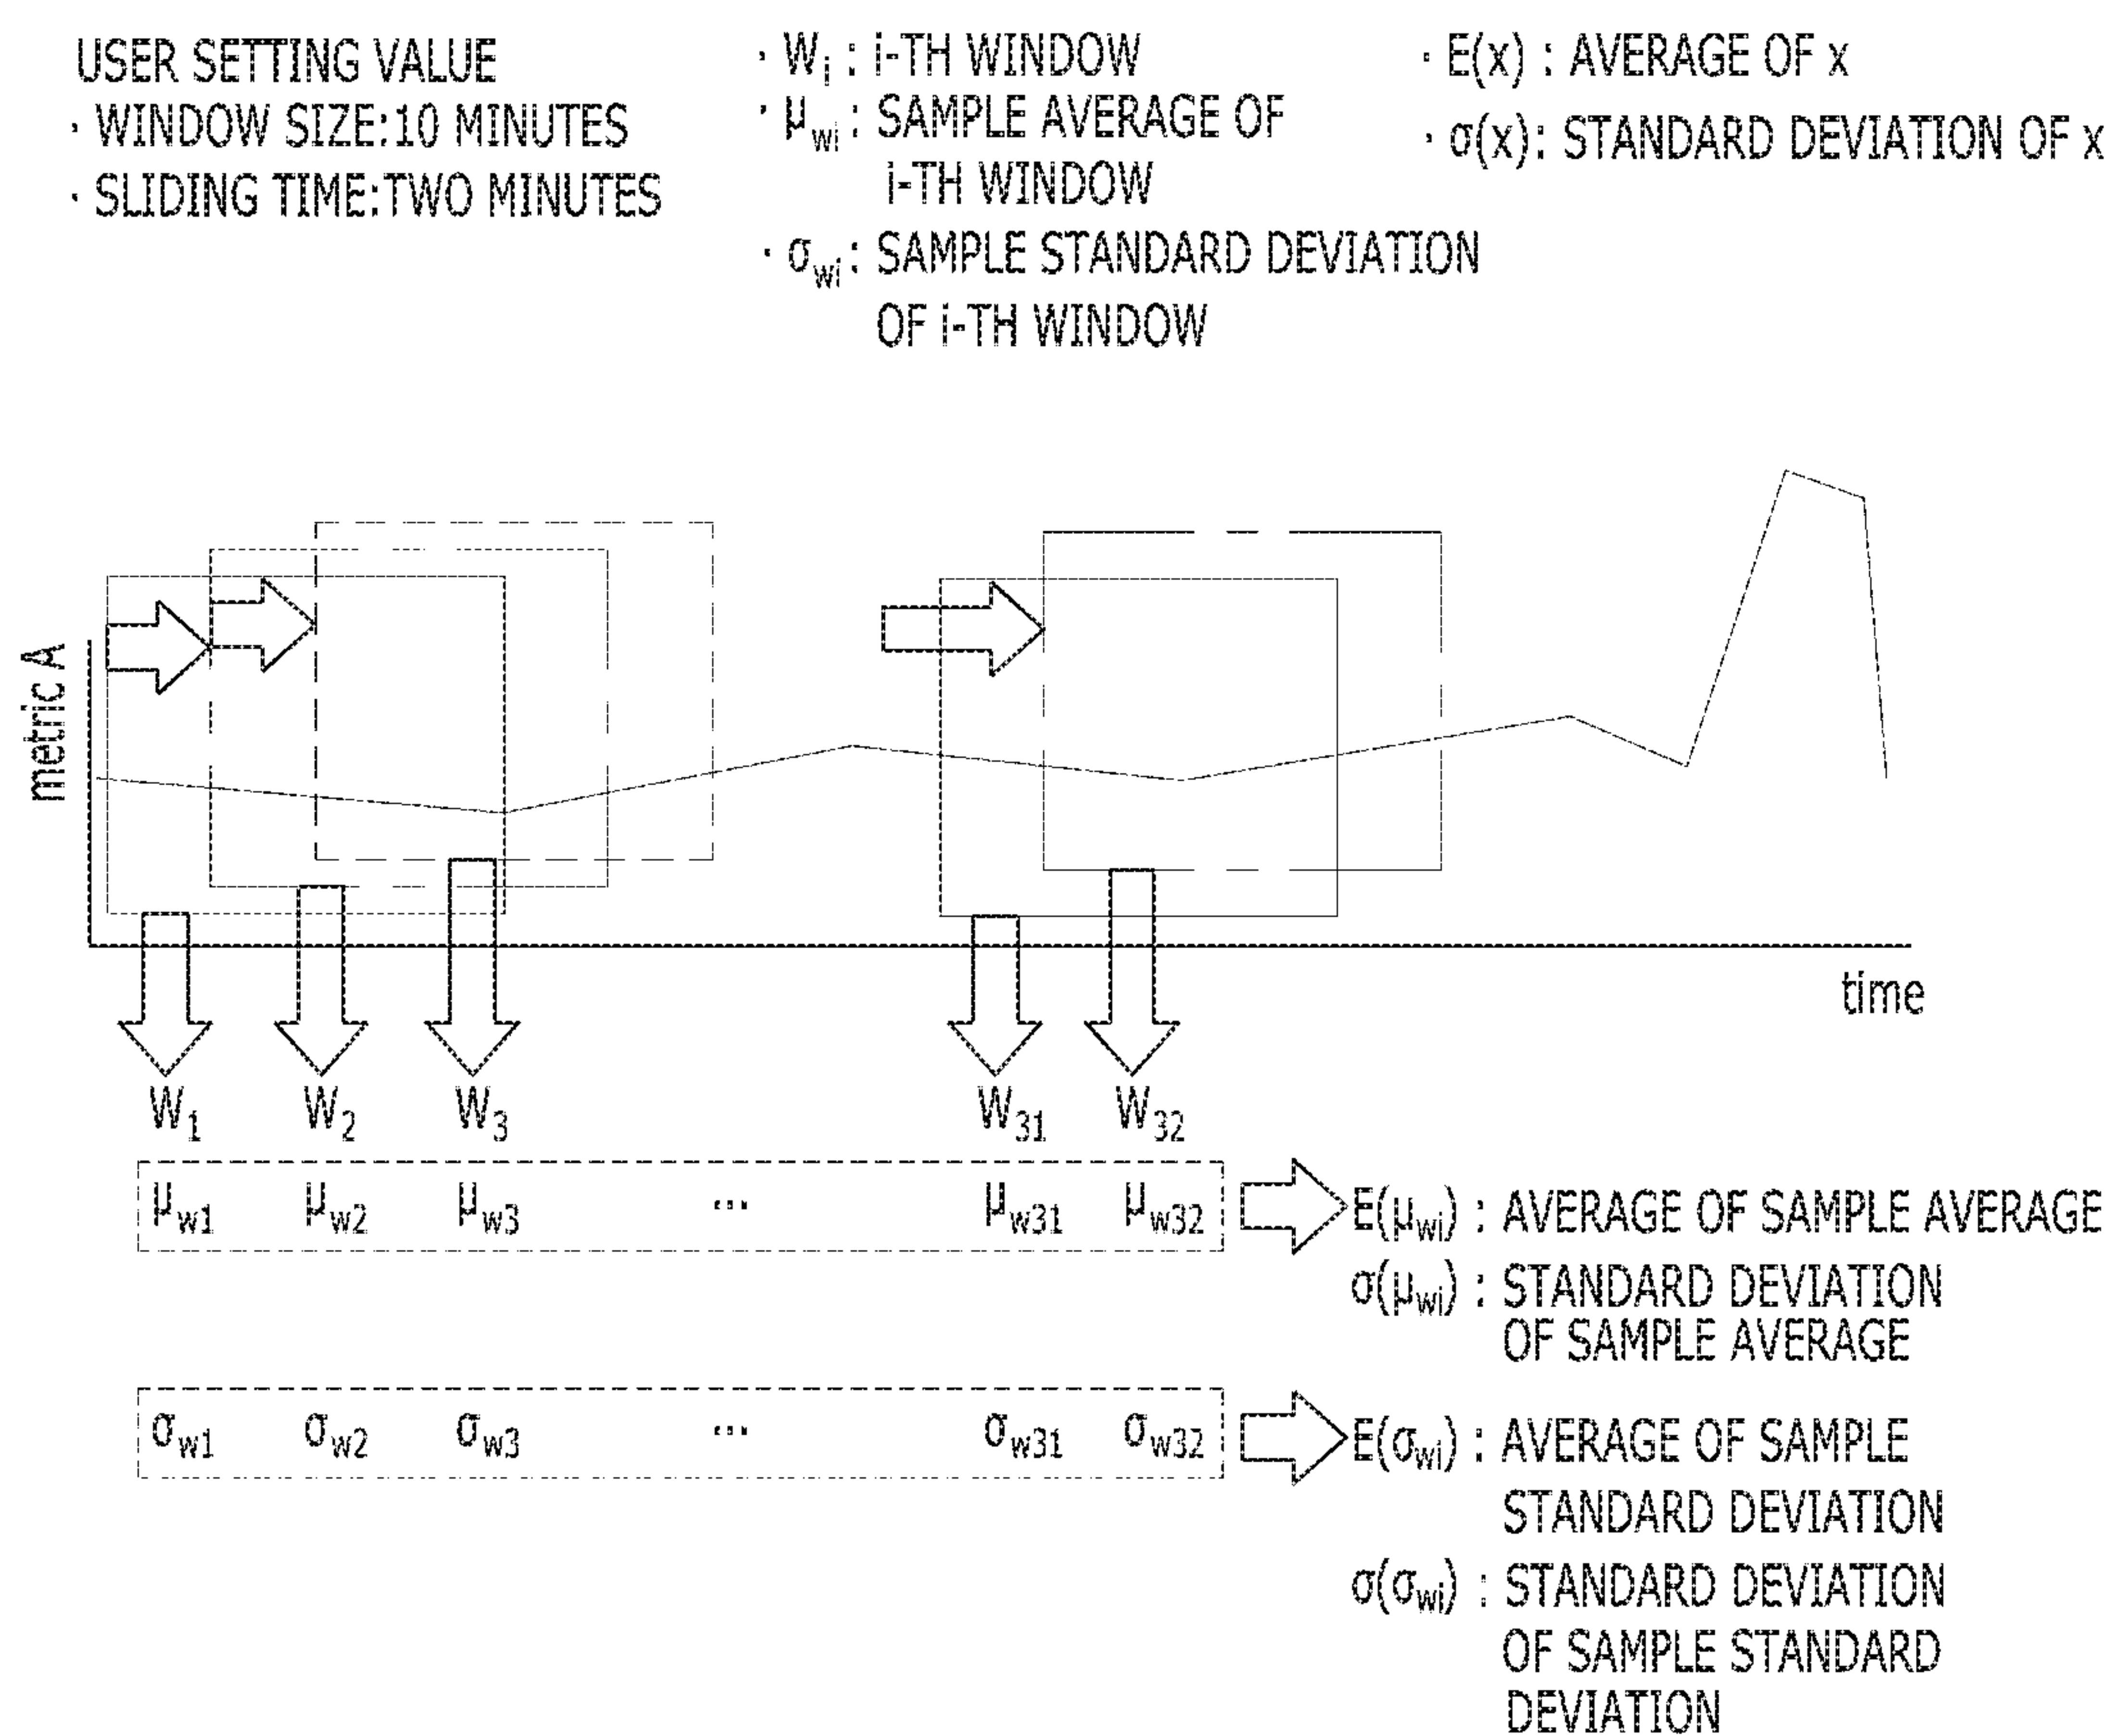 USER SETTING VALUE
· WINDOW SIZE:10 MINUTES
· SLIDING TIME:TWO MINUTES
· Wi : i-TH WINDOW
· μwi : SAMPLE AVERAGE OF
i-TH WINDOW
· σwi : SAMPLE STANDARD DEVIATION
OF i-TH WINDOW
· E(x) : AVERAGE OF x
· σ(x): STANDARD DEVIATION OF x
metric A
time
W1 W2 W3 W31 W32
μw1 μw2 μw3 ... μw31 μw32
E(μwi) : AVERAGE OF SAMPLE AVERAGE
σ(μwi) : STANDARD DEVIATION
OF SAMPLE AVERAGE
σw1 σw2 σw3 ... σw31 σw32
E(σwi) : AVERAGE OF SAMPLE
STANDARD DEVIATION
σ(σwi) : STANDARD DEVIATION
OF SAMPLE STANDARD
DEVIATION